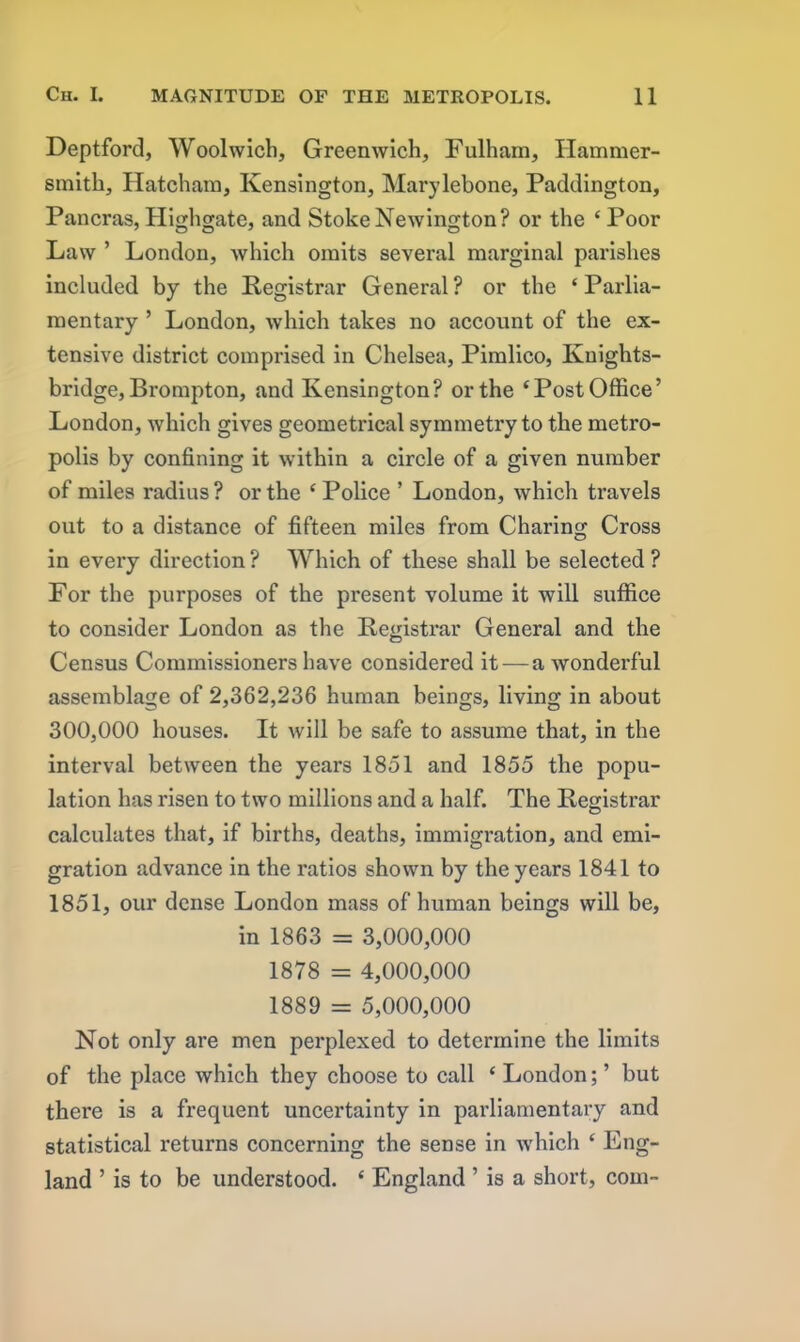 Ch. I. MAGNITUDE OF THE METROPOLIS. 11
Deptford, Woolwich, Greenwich, Fulham, Hammer-
smith, Hatcham, Kensington, Marylebone, Paddington,
Pancras, Highgate, and Stoke Newington? or the ‘Poor
Law’ London, which omits several marginal parishes
included by the Registrar General? or the ‘Parlia-
mentary’ London, which takes no account of the ex-
tensive district comprised in Chelsea, Pimlico, Knights-
bridge, Brompton, and Kensington? or the ‘Post Office’
London, which gives geometrical symmetry to the metro-
polis by confining it within a circle of a given number
of miles radius? or the ‘Police’ London, which travels
out to a distance of fifteen miles from Charing Cross
in every direction? Which of these shall be selected?
For the purposes of the present volume it will suffice
to consider London as the Registrar General and the
Census Commissioners have considered it—a wonderful
assemblage of 2,362,236 human beings, living in about
300,000 houses. It will be safe to assume that, in the
interval between the years 1851 and 1855 the popu-
lation has risen to two millions and a half. The Registrar
calculates that, if births, deaths, immigration, and emi-
gration advance in the ratios shown by the years 1841 to
1851, our dense London mass of human beings will be,
in 1863 = 3,000,000
1878 = 4,000,000
1889 = 5,000,000
Not only are men perplexed to determine the limits
of the place which they choose to call ‘London;’ but
there is a frequent uncertainty in parliamentary and
statistical returns concerning the sense in which ‘Eng-
land’ is to be understood. ‘England’ is a short, com-